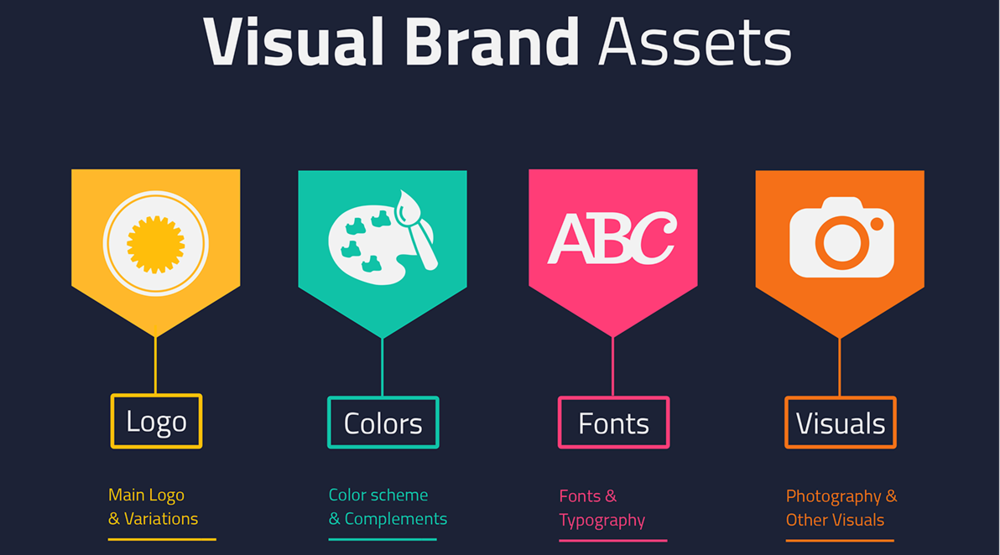 Visual Brand Assets
ABC
Logo
Colors
Fonts
Visuals
Main Logo
& Variations
Color scheme
& Complements
Fonts &
Typography
Photography &
Other Visuals